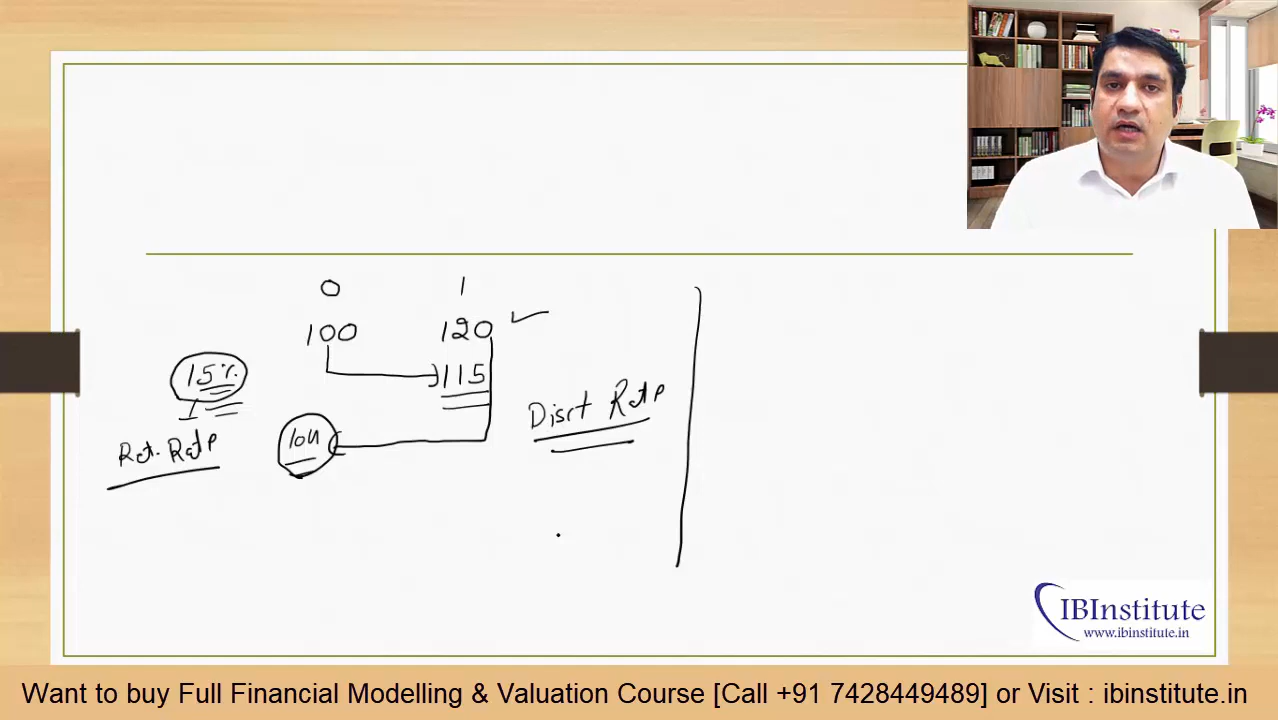 0 1
100 120
15% 115
Disct Rate
104
Ret. Rate
IBInstitute
www.ibinstitute.in
Want to buy Full Financial Modelling & Valuation Course [Call +91 7428449489] or Visit : ibinstitute.in